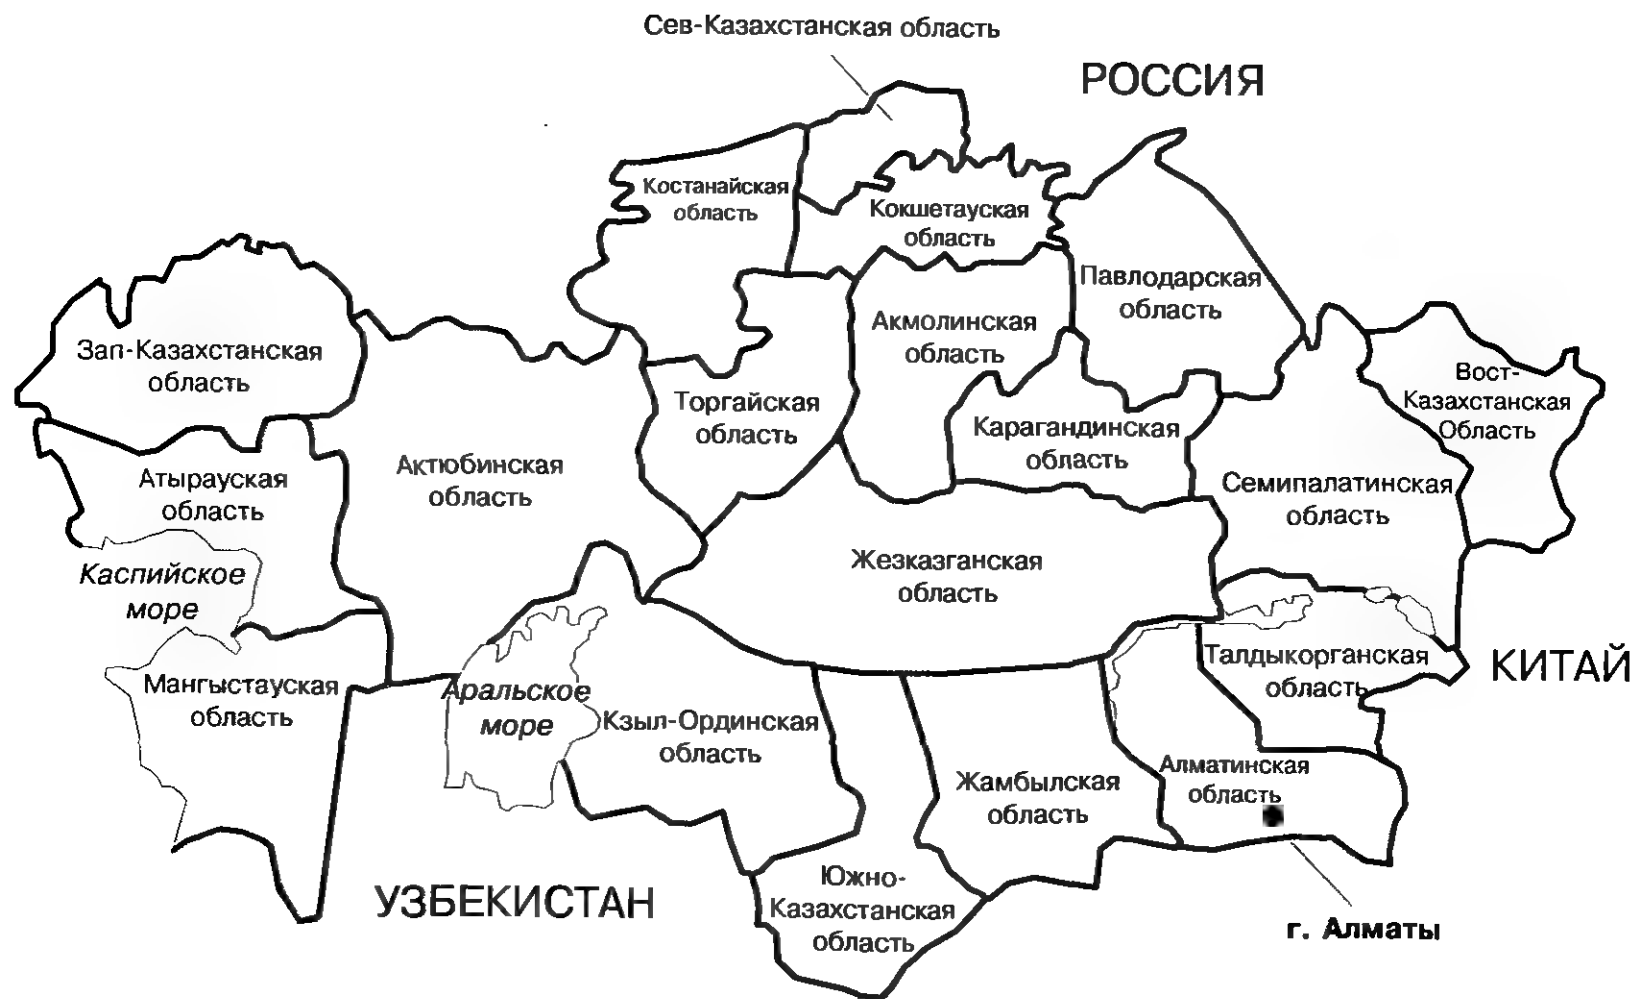 Сев-Казахстанская область
РОССИЯ
Костанайская
область
Кокшетауская
область
Павлодарская
область
Акмолинская
область
Зап-Казахстанская
область
Вост-
Казахстанская
Область
Торгайская
область
Карагандинская
область
Актюбинская
область
Атырауская
область
Семипалатинская
область
Каспийское
море
Жезказганская
область
Талдыкорганская
область
КИТАЙ
Мангыстауская
область
Аральское
море
Кзыл-Ординская
область
Жамбылская
область
Алматинская
область
УЗБЕКИСТАН
Южно-
Казахстанская
область
г. Алматы